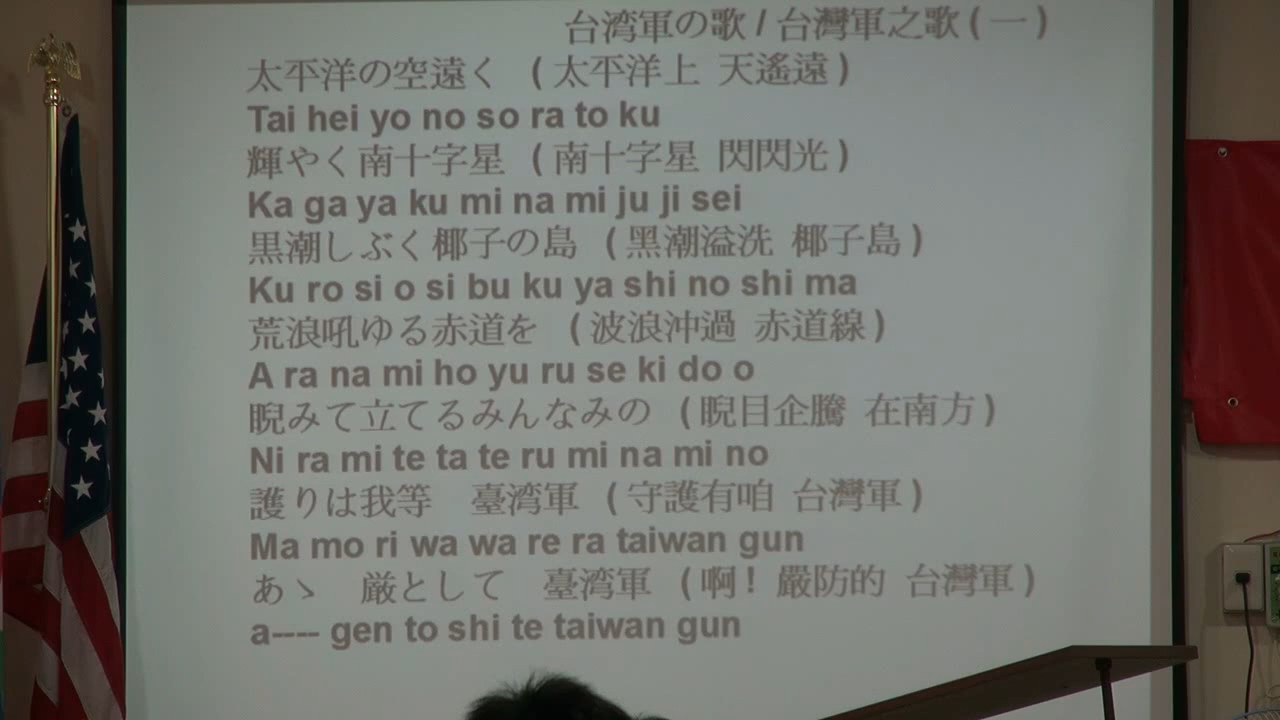 台湾軍の歌 / 台灣軍之歌 ( 一 )
太平洋の空遠く ( 太平洋上 天遙遠 )
Tai hei yo no so ra to ku
輝やく南十字星 ( 南十字星 閃閃光 )
Ka ga ya ku mi na mi ju ji sei
黒潮しぶく椰子の島 ( 黑潮溢洗 椰子島 )
Ku ro si o si bu ku ya shi no shi ma
荒浪吼ゆる赤道を ( 波浪沖過 赤道線 )
A ra na mi ho yu ru se ki do o
睨みて立てるみんなみの ( 睨目企騰 在南方 )
Ni ra mi te ta te ru mi na mi no
護りは我等 臺湾軍 ( 守護有咱 台灣軍 )
Ma mo ri wa wa re ra taiwan gun
あゝ 厳として 臺湾軍 ( 啊 ! 嚴防的 台灣軍 )
a---- gen to shi te taiwan gun